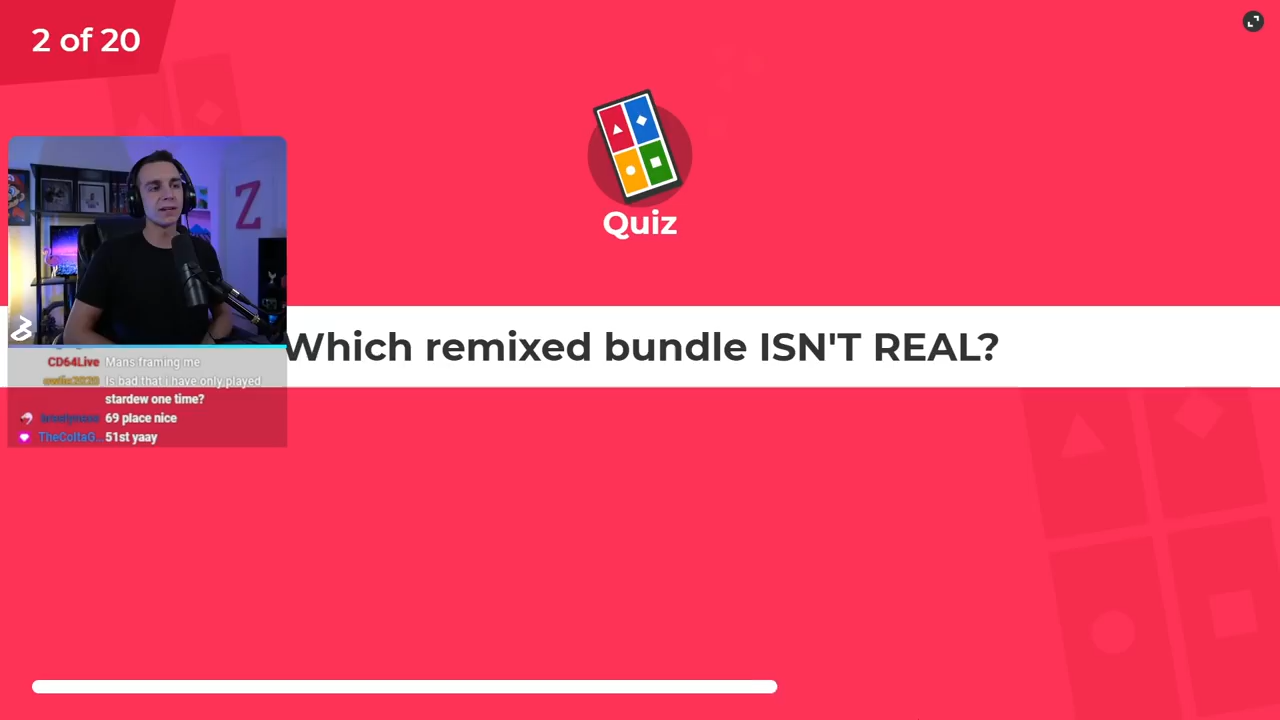 2 of 20
Quiz
Which remixed bundle ISN'T REAL?
Z
CD64Live Mans framing me
Is bad that i have only played
stardew one time?
69 place nice
TheColtaG... 51st yaay